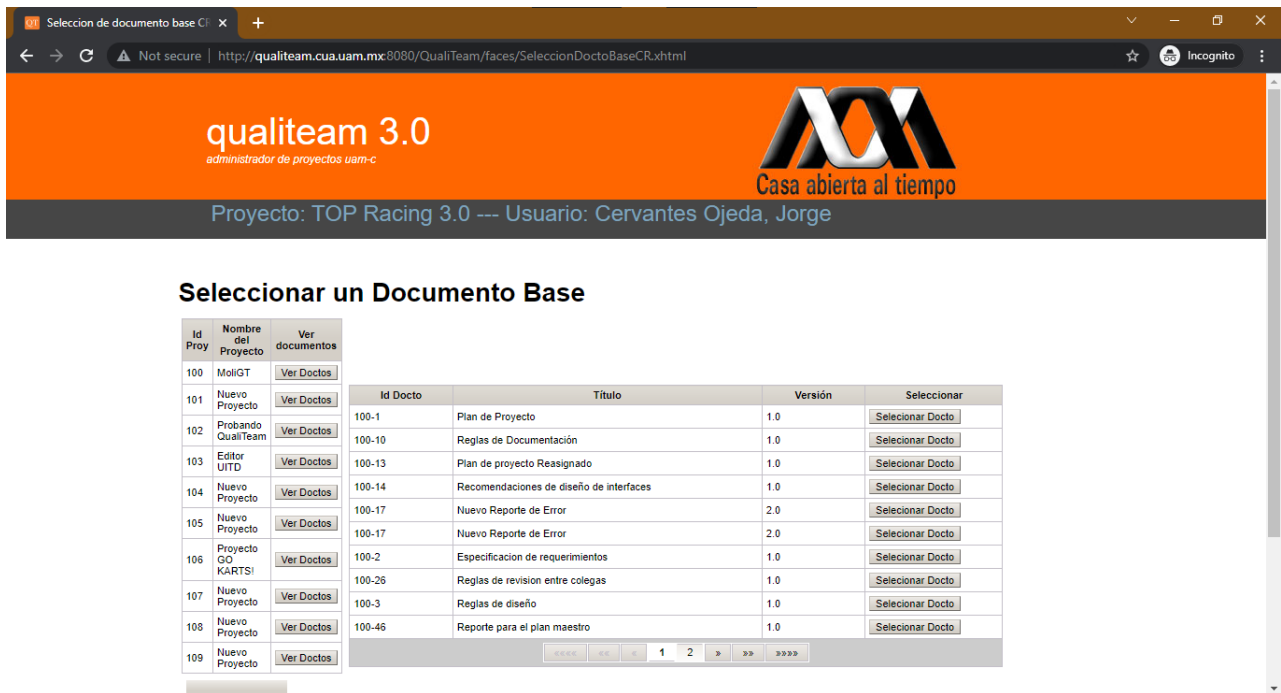 QT Seleccion de documento base CR
Not secure | http://qualiteam.cua.uam.mx:8080/QualiTeam/faces/SeleccionDoctoBaseCR.xhtml
Incognito
qualiteam 3.0
administrador de proyectos uam-c
Casa abierta al tiempo
Proyecto: TOP Racing 3.0 --- Usuario: Cervantes Ojeda, Jorge
Seleccionar un Documento Base
Id Proy Nombre del Proyecto Ver documentos
100 MoliGT Ver Doctos
101 Nuevo Proyecto Ver Doctos
102 Probando QualiTeam Ver Doctos
103 Editor UITD Ver Doctos
104 Nuevo Proyecto Ver Doctos
105 Nuevo Proyecto Ver Doctos
106 Proyecto GO KARTS! Ver Doctos
107 Nuevo Proyecto Ver Doctos
108 Nuevo Proyecto Ver Doctos
109 Nuevo Proyecto Ver Doctos
Id Docto Título Versión Seleccionar
100-1 Plan de Proyecto 1.0 Selecionar Docto
100-10 Reglas de Documentación 1.0 Selecionar Docto
100-13 Plan de proyecto Reasignado 1.0 Selecionar Docto
100-14 Recomendaciones de diseño de interfaces 1.0 Selecionar Docto
100-17 Nuevo Reporte de Error 2.0 Selecionar Docto
100-17 Nuevo Reporte de Error 2.0 Selecionar Docto
100-2 Especificacion de requerimientos 1.0 Selecionar Docto
100-26 Reglas de revision entre colegas 1.0 Selecionar Docto
100-3 Reglas de diseño 1.0 Selecionar Docto
100-46 Reporte para el plan maestro 1.0 Selecionar Docto
«««« «« « 1 2 » »» »»»»